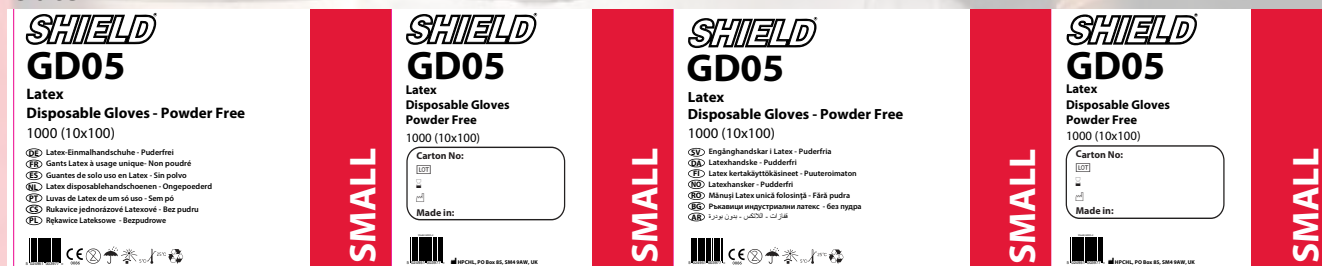 SHIELD
GD05
Latex
Disposable Gloves - Powder Free
1000 (10x100)
DE Latex-Einmalhandschuhe - Puderfrei
FR Gants Latex à usage unique- Non poudré
ES Guantes de solo uso en Latex - Sin polvo
NL Latex disposablehandschoenen - Ongepoederd
PT Luvas de Latex de um só uso - Sem pó
CS Rukavice jednorázové Latexové - Bez pudru
PL Rękawice Lateksowe - Bezpudrowe
SMALL
SHIELD
GD05
Latex
Disposable Gloves
Powder Free
1000 (10x100)
Carton No:
LOT
Made in:
HPCHL, PO Box 85, SM4 9AW, UK
SMALL
SHIELD
GD05
Latex
Disposable Gloves - Powder Free
1000 (10x100)
SV Engånghandskar i Latex - Puderfria
DA Latexhandske - Pudderfri
FI Latex kertakäyttökäsineet - Puuteroimaton
NO Latexhansker - Pudderfri
RO Mănuși Latex unică folosință - Fără pudra
BG Ръкавици индустриални латекс - без пудра
AR قفازات - اللاتكس - بدون بودرة
SMALL
SHIELD
GD05
Latex
Disposable Gloves
Powder Free
1000 (10x100)
Carton No:
LOT
Made in:
HPCHL, PO Box 85, SM4 9AW, UK
SMALL